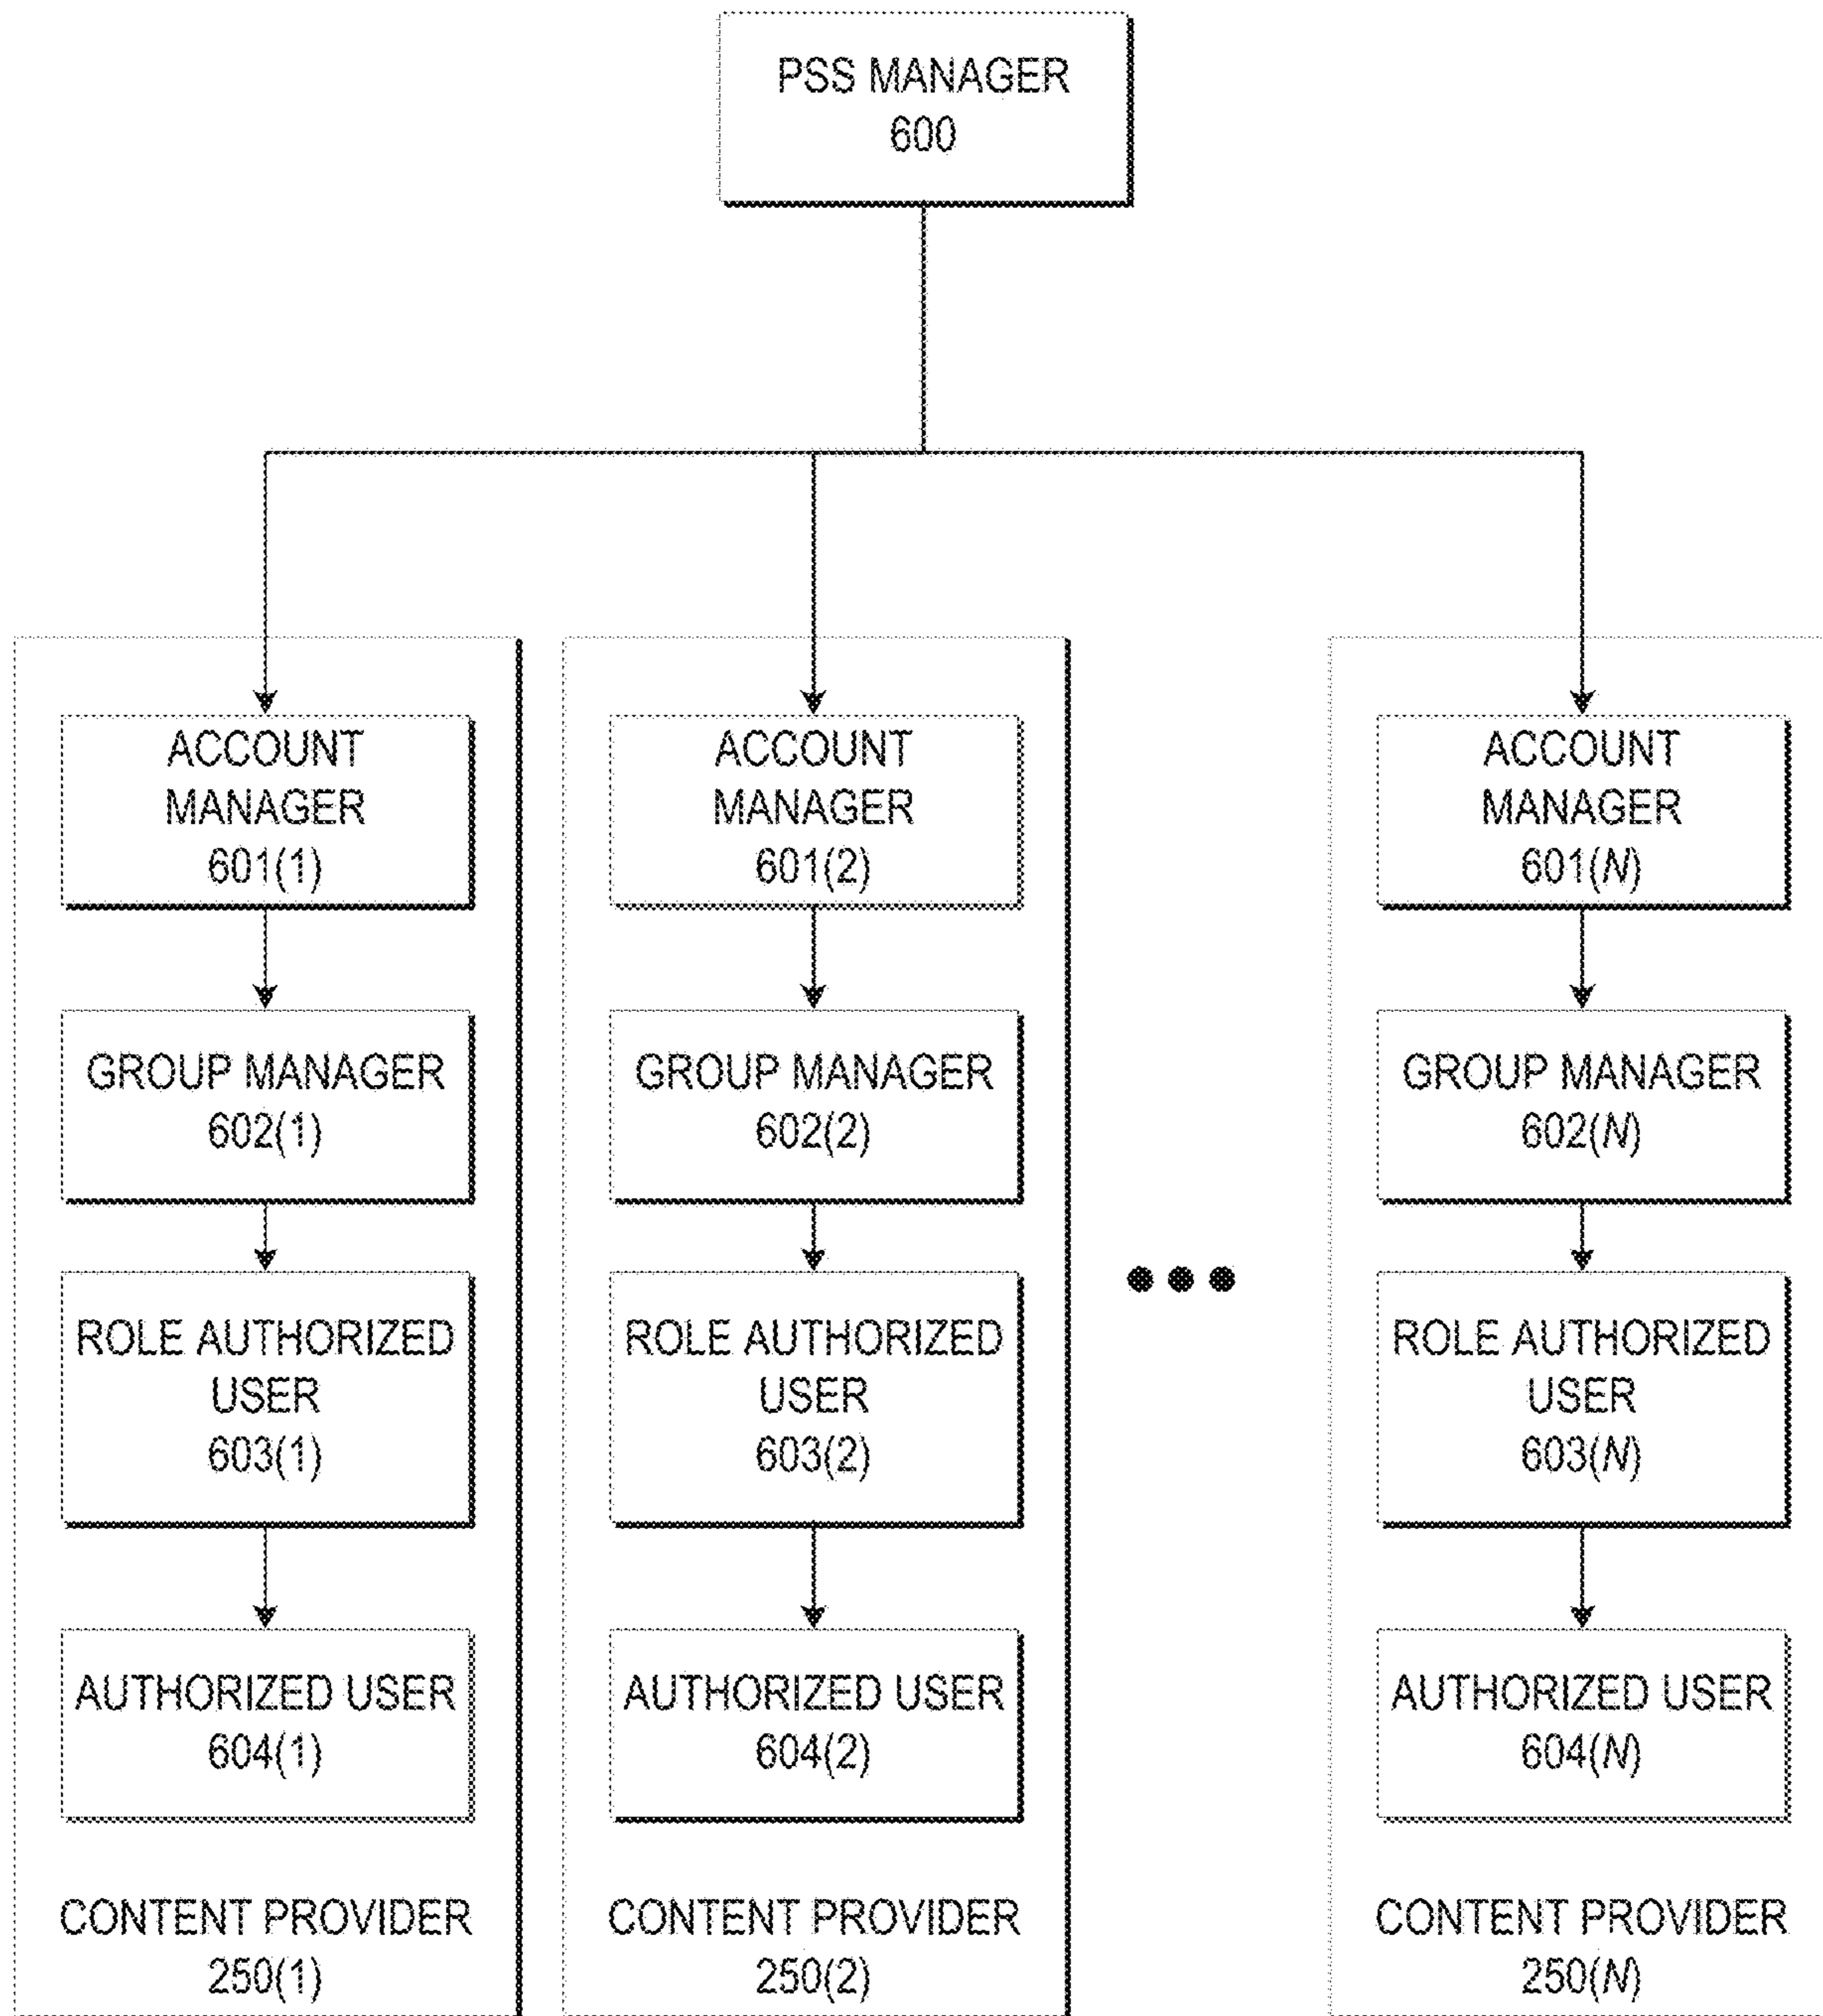 PSS MANAGER
600
ACCOUNT
MANAGER
601(1)
GROUP MANAGER
602(1)
ROLE AUTHORIZED
USER
603(1)
AUTHORIZED USER
604(1)
CONTENT PROVIDER
250(1)
ACCOUNT
MANAGER
601(2)
GROUP MANAGER
602(2)
ROLE AUTHORIZED
USER
603(2)
AUTHORIZED USER
604(2)
CONTENT PROVIDER
250(2)
ACCOUNT
MANAGER
601(N)
GROUP MANAGER
602(N)
ROLE AUTHORIZED
USER
603(N)
AUTHORIZED USER
604(N)
CONTENT PROVIDER
250(N)